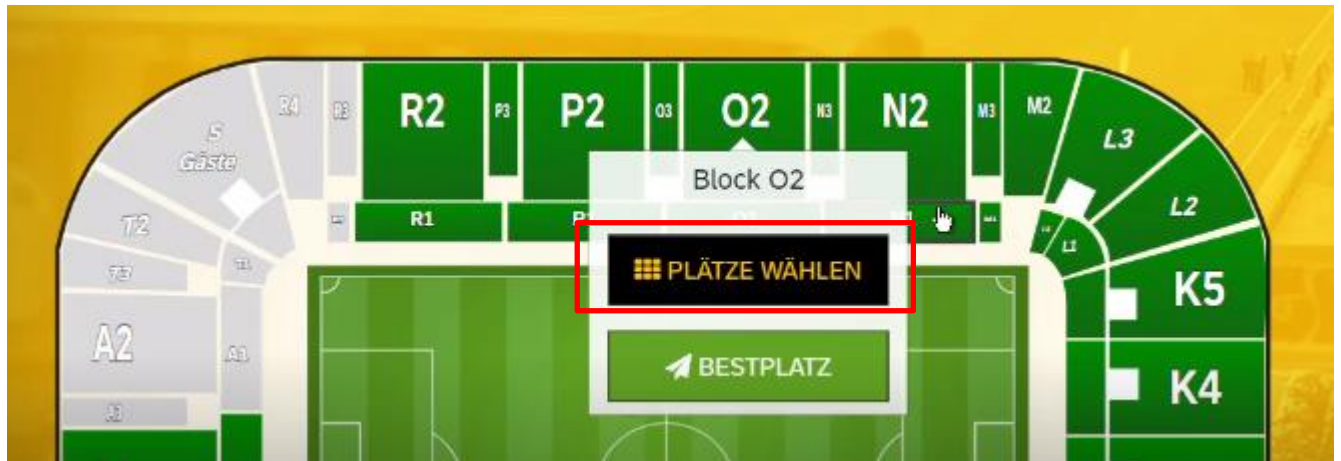 R4
R3
R2
P3
P2
O3
O2
N3
N2
M3
M2
L3
S
Gäste
Block O2
T2
R1
L2
L1
PLÄTZE WÄHLEN
T3
K5
A2
A1
BESTPLATZ
A3
K4